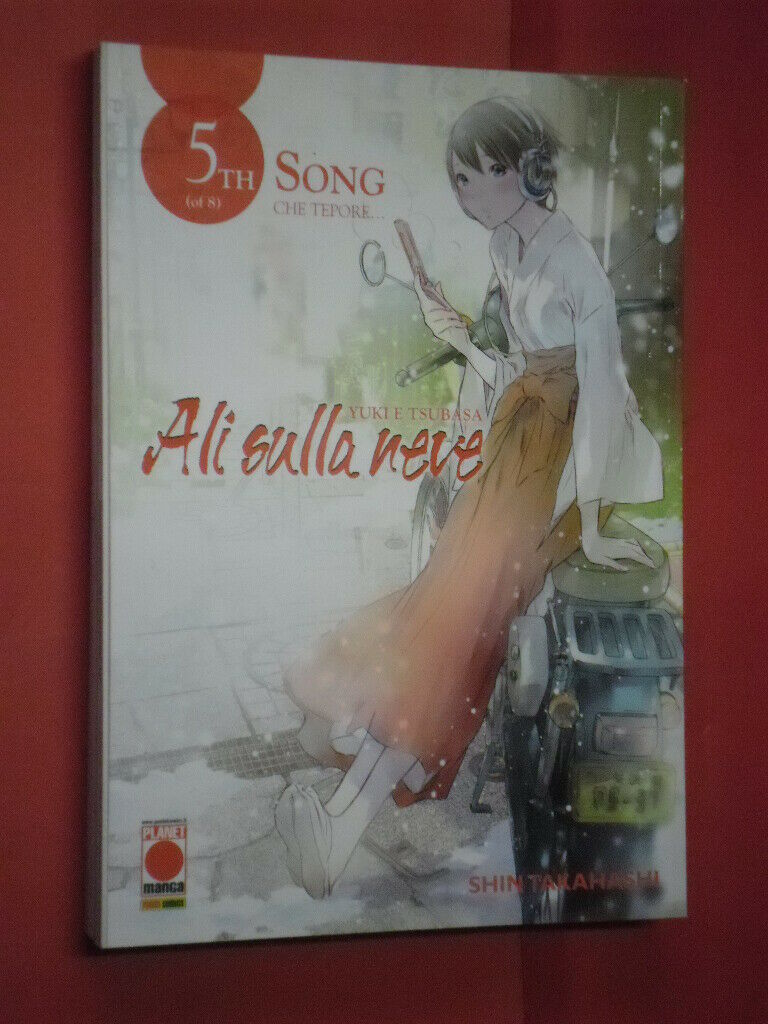 5TH
(of 8)
SONG
CHE TEPORE...
YUKI E TSUBASA
Ali sulla neve
PLANET
manga
SHIN TAKAHASHI